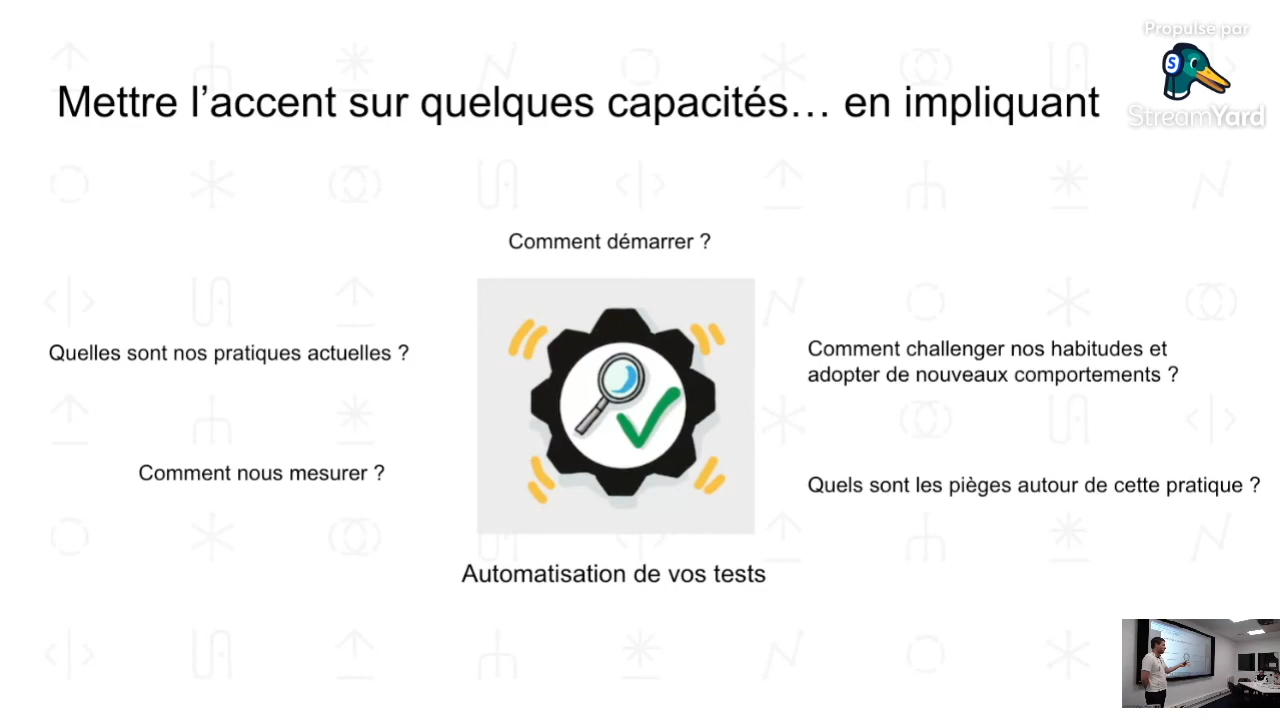 Propulsé par
StreamYard
Mettre l’accent sur quelques capacités… en impliquant
Comment démarrer ?
Quelles sont nos pratiques actuelles ?
Comment challenger nos habitudes et
adopter de nouveaux comportements ?
Comment nous mesurer ?
Quels sont les pièges autour de cette pratique ?
Automatisation de vos tests